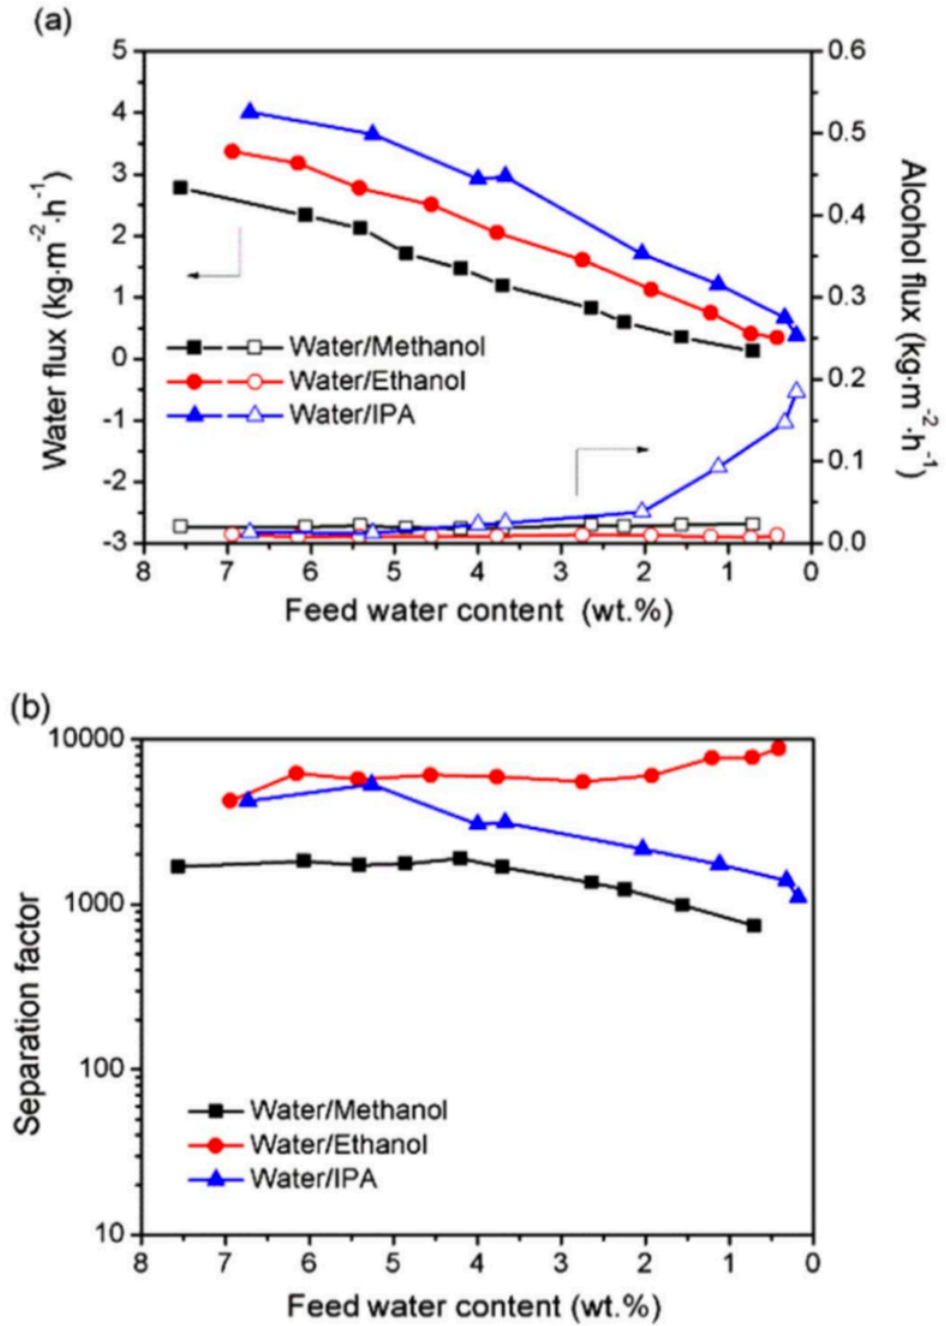 (a)
5
4
3
2
1
0
-1
-2
-3
Water flux (kg·m-2·h-1)
0.6
0.5
0.4
0.3
0.2
0.1
0.0
Alcohol flux (kg·m-2·h-1)
Water/Methanol
Water/Ethanol
Water/IPA
8 7 6 5 4 3 2 1 0
Feed water content (wt.%)
(b)
10000
1000
100
10
Separation factor
Water/Methanol
Water/Ethanol
Water/IPA
8 7 6 5 4 3 2 1 0
Feed water content (wt.%)